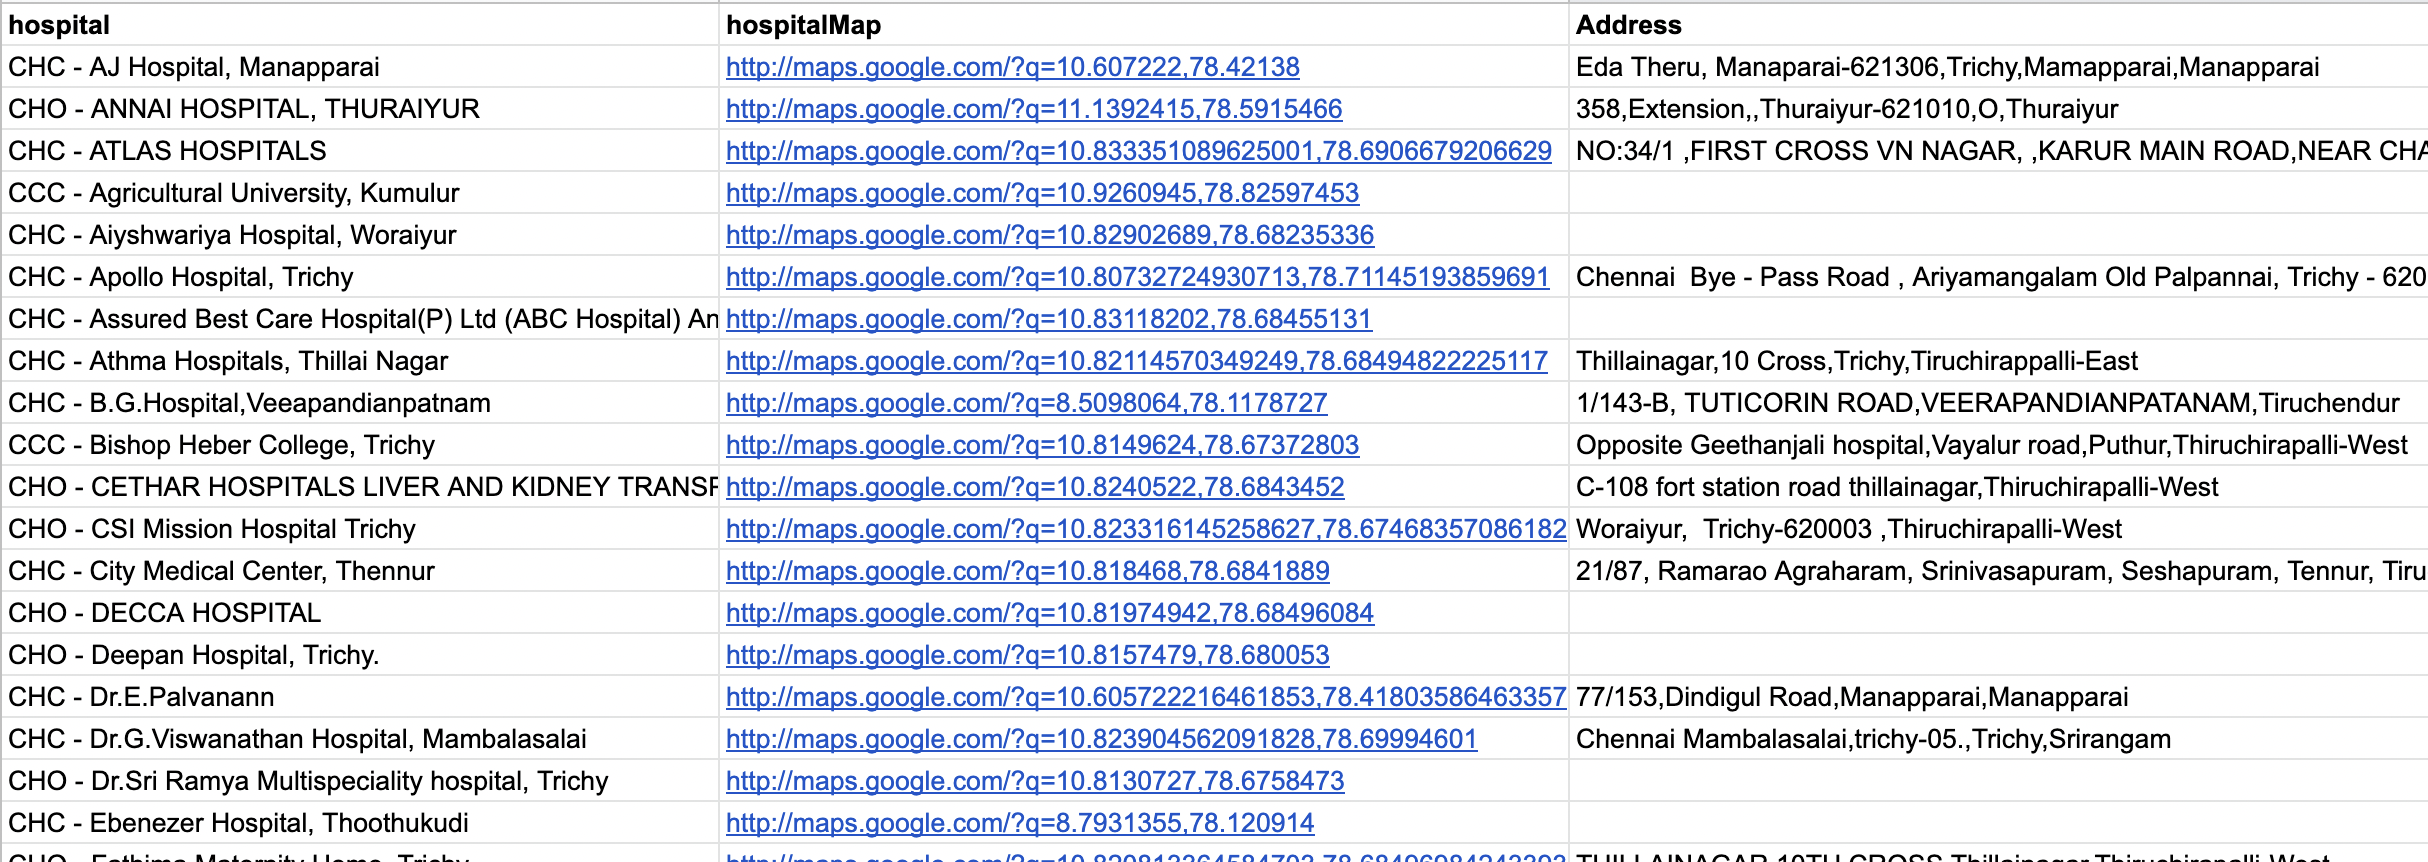 hospital hospitalMap Address
CHC - AJ Hospital, Manapparai http://maps.google.com/?q=10.607222,78.42138 Eda Theru, Manaparai-621306,Trichy,Mamapparai,Manapparai
CHO - ANNAI HOSPITAL, THURAIYUR http://maps.google.com/?q=11.1392415,78.5915466 358,Extension,,Thuraiyur-621010,O,Thuraiyur
CHC - ATLAS HOSPITALS http://maps.google.com/?q=10.833351089625001,78.6906679206629 NO:34/1 ,FIRST CROSS VN NAGAR, ,KARUR MAIN ROAD,NEAR CHA
CCC - Agricultural University, Kumulur http://maps.google.com/?q=10.9260945,78.82597453
CHC - Aiyshwariya Hospital, Woraiyur http://maps.google.com/?q=10.82902689,78.68235336
CHC - Apollo Hospital, Trichy http://maps.google.com/?q=10.80732724930713,78.71145193859691 Chennai  Bye - Pass Road , Ariyamangalam Old Palpannai, Trichy - 620
CHC - Assured Best Care Hospital(P) Ltd (ABC Hospital) An http://maps.google.com/?q=10.83118202,78.68455131
CHC - Athma Hospitals, Thillai Nagar http://maps.google.com/?q=10.82114570349249,78.68494822225117 Thillainagar,10 Cross,Trichy,Tiruchirappalli-East
CHC - B.G.Hospital,Veeapandianpatnam http://maps.google.com/?q=8.5098064,78.1178727 1/143-B, TUTICORIN ROAD,VEERAPANDIANPATANAM,Tiruchendur
CCC - Bishop Heber College, Trichy http://maps.google.com/?q=10.8149624,78.67372803 Opposite Geethanjali hospital,Vayalur road,Puthur,Thiruchirapalli-West
CHO - CETHAR HOSPITALS LIVER AND KIDNEY TRANSP http://maps.google.com/?q=10.8240522,78.6843452 C-108 fort station road thillainagar,Thiruchirapalli-West
CHO - CSI Mission Hospital Trichy http://maps.google.com/?q=10.823316145258627,78.67468357086182 Woraiyur,  Trichy-620003 ,Thiruchirapalli-West
CHC - City Medical Center, Thennur http://maps.google.com/?q=10.818468,78.6841889 21/87, Ramarao Agraharam, Srinivasapuram, Seshapuram, Tennur, Tiru
CHO - DECCA HOSPITAL http://maps.google.com/?q=10.81974942,78.68496084
CHO - Deepan Hospital, Trichy. http://maps.google.com/?q=10.8157479,78.680053
CHC - Dr.E.Palvanann http://maps.google.com/?q=10.605722216461853,78.41803586463357 77/153,Dindigul Road,Manapparai,Manapparai
CHC - Dr.G.Viswanathan Hospital, Mambalasalai http://maps.google.com/?q=10.823904562091828,78.69994601 Chennai Mambalasalai,trichy-05.,Trichy,Srirangam
CHO - Dr.Sri Ramya Multispeciality hospital, Trichy http://maps.google.com/?q=10.8130727,78.6758473
CHC - Ebenezer Hospital, Thoothukudi http://maps.google.com/?q=8.7931355,78.120914